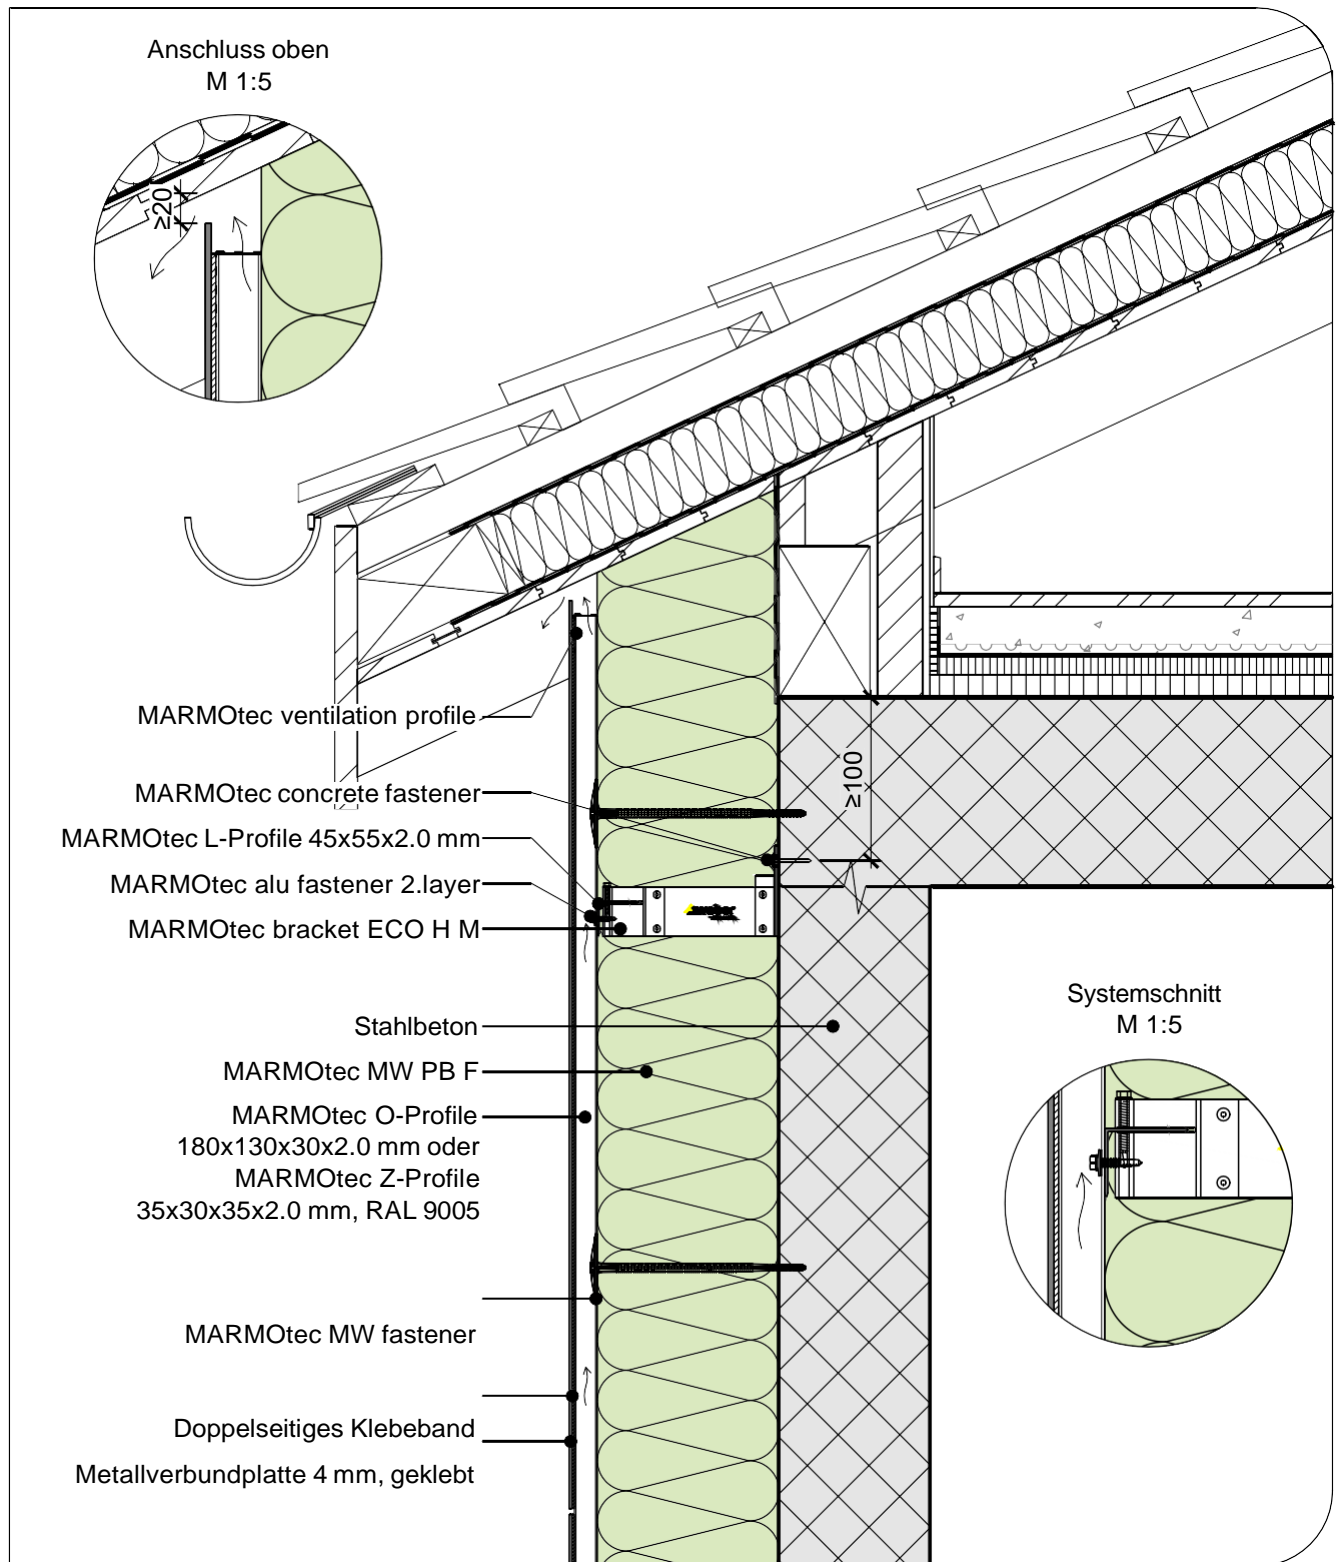 Anschluss oben
M 1:5
≥20
MARMOtec ventilation profile
MARMOtec concrete fastener
≥100
MARMOtec L-Profile 45x55x2.0 mm
MARMOtec alu fastener 2.layer
MARMOtec bracket ECO H M
weber
Stahlbeton
Systemschnitt
M 1:5
MARMOtec MW PB F
MARMOtec O-Profile
180x130x30x2.0 mm oder
MARMOtec Z-Profile
35x30x35x2.0 mm, RAL 9005
MARMOtec MW fastener
Doppelseitiges Klebeband
Metallverbundplatte 4 mm, geklebt